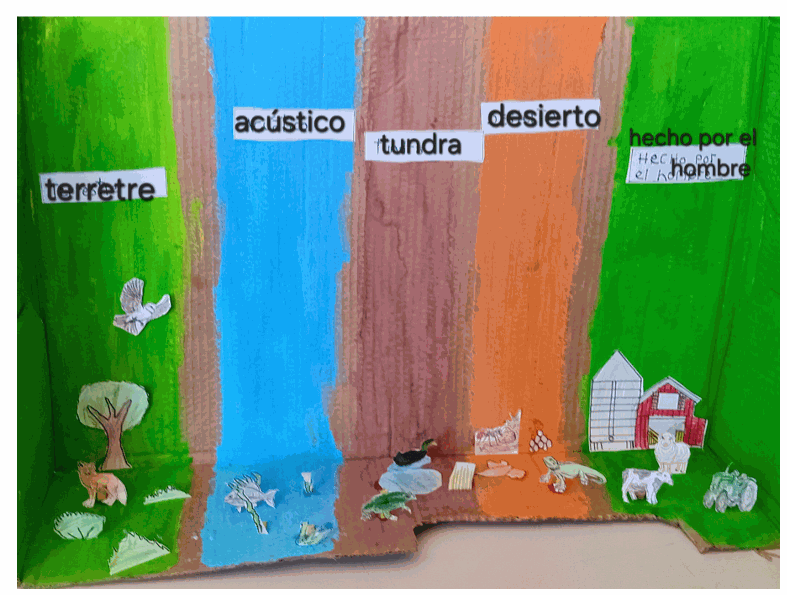 terretre
acústico
tundra
desierto
hecho por el
hombre
Hecho por
el hombre